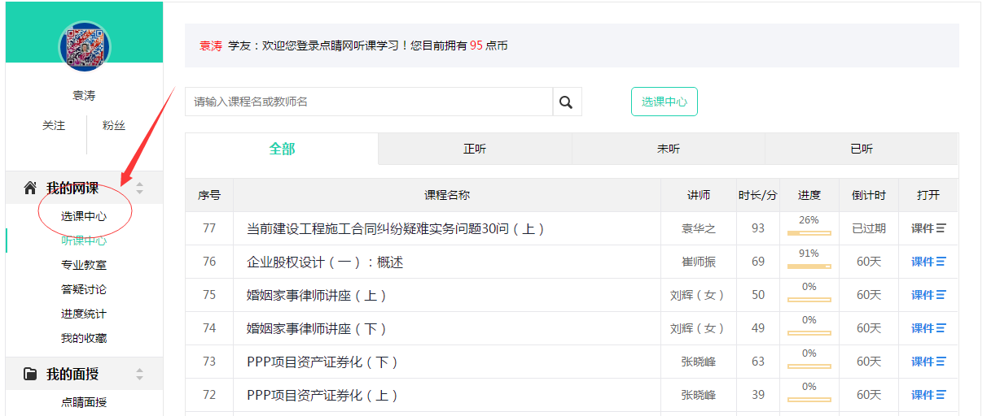 袁涛 学友：欢迎您登录点睛网听课学习！您目前拥有 95 点币
袁涛
关注 粉丝
我的网课
选课中心
听课中心
专业教室
答疑讨论
进度统计
我的收藏
我的面授
点睛面授
请输入课程名或教师名
选课中心
全部 正听 未听 已听
序号 课程名称 讲师 时长/分 进度 倒计时 打开
77 当前建设工程施工合同纠纷疑难实务问题30问（上） 袁华之 93 26% 已过期 课件
76 企业股权设计（一）：概述 崔师振 69 91% 60天 课件
75 婚姻家事律师讲座（上） 刘辉（女） 50 0% 60天 课件
74 婚姻家事律师讲座（下） 刘辉（女） 49 0% 60天 课件
73 PPP项目资产证券化（下） 张晓峰 63 0% 60天 课件
72 PPP项目资产证券化（上） 张晓峰 39 0% 60天 课件